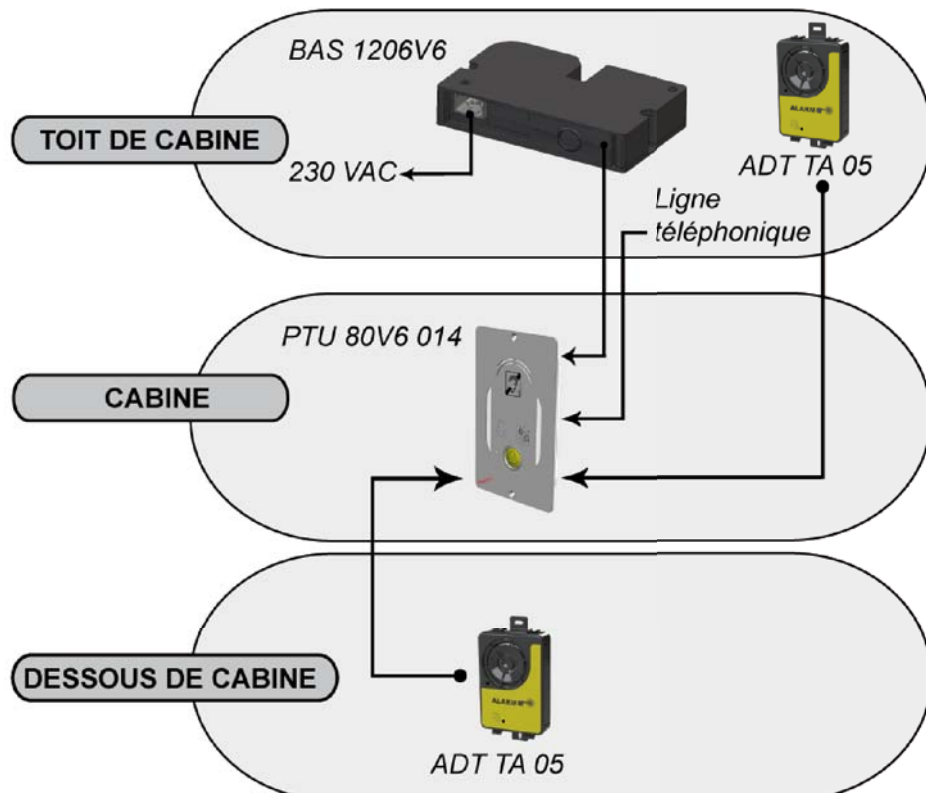 BAS 1206V6
TOIT DE CABINE
230 VAC
ADT TA 05
Ligne
téléphonique
PTU 80V6 014
CABINE
DESSOUS DE CABINE
ADT TA 05